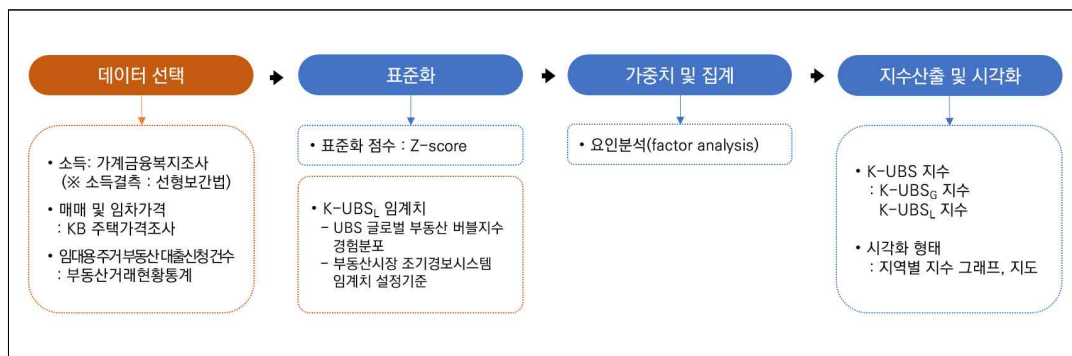 데이터 선택
표준화
가중치 및 집계
지수산출 및 시각화
• 소득: 가계금융복지조사
(※ 소득결측 : 선형보간법)
• 매매 및 임차가격
: KB 주택가격조사
• 임대용 주거 부동산 대출신청 건수
: 부동산거래현황통계
• 표준화 점수 : Z-score
• K-UBSL 임계치
– UBS 글로벌 부동산 버블지수
경험분포
– 부동산시장 조기경보시스템
임계치 설정기준
• 요인분석(factor analysis)
• K-UBS 지수
: K-UBSG 지수
K-UBSL 지수
• 시각화 형태
: 지역별 지수 그래프, 지도